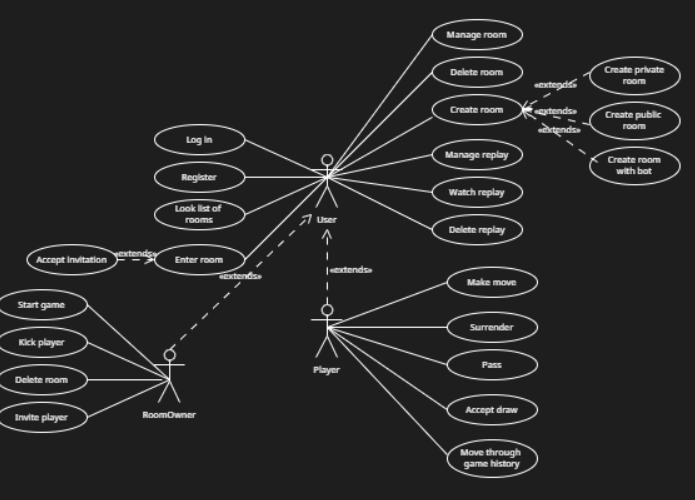 Manage room
Delete room
Create room
Create private
room
«extends»
«extends»
Create public
room
«extends»
Create room
with bot
Log in
Register
Look list of
rooms
Manage replay
Watch replay
Delete replay
User
Accept invitation
«extends»
Enter room
«extends»
«extends»
Make move
Start game
Surrender
Kick player
Pass
Player
Delete room
Accept draw
RoomOwner
Invite player
Move through
game history